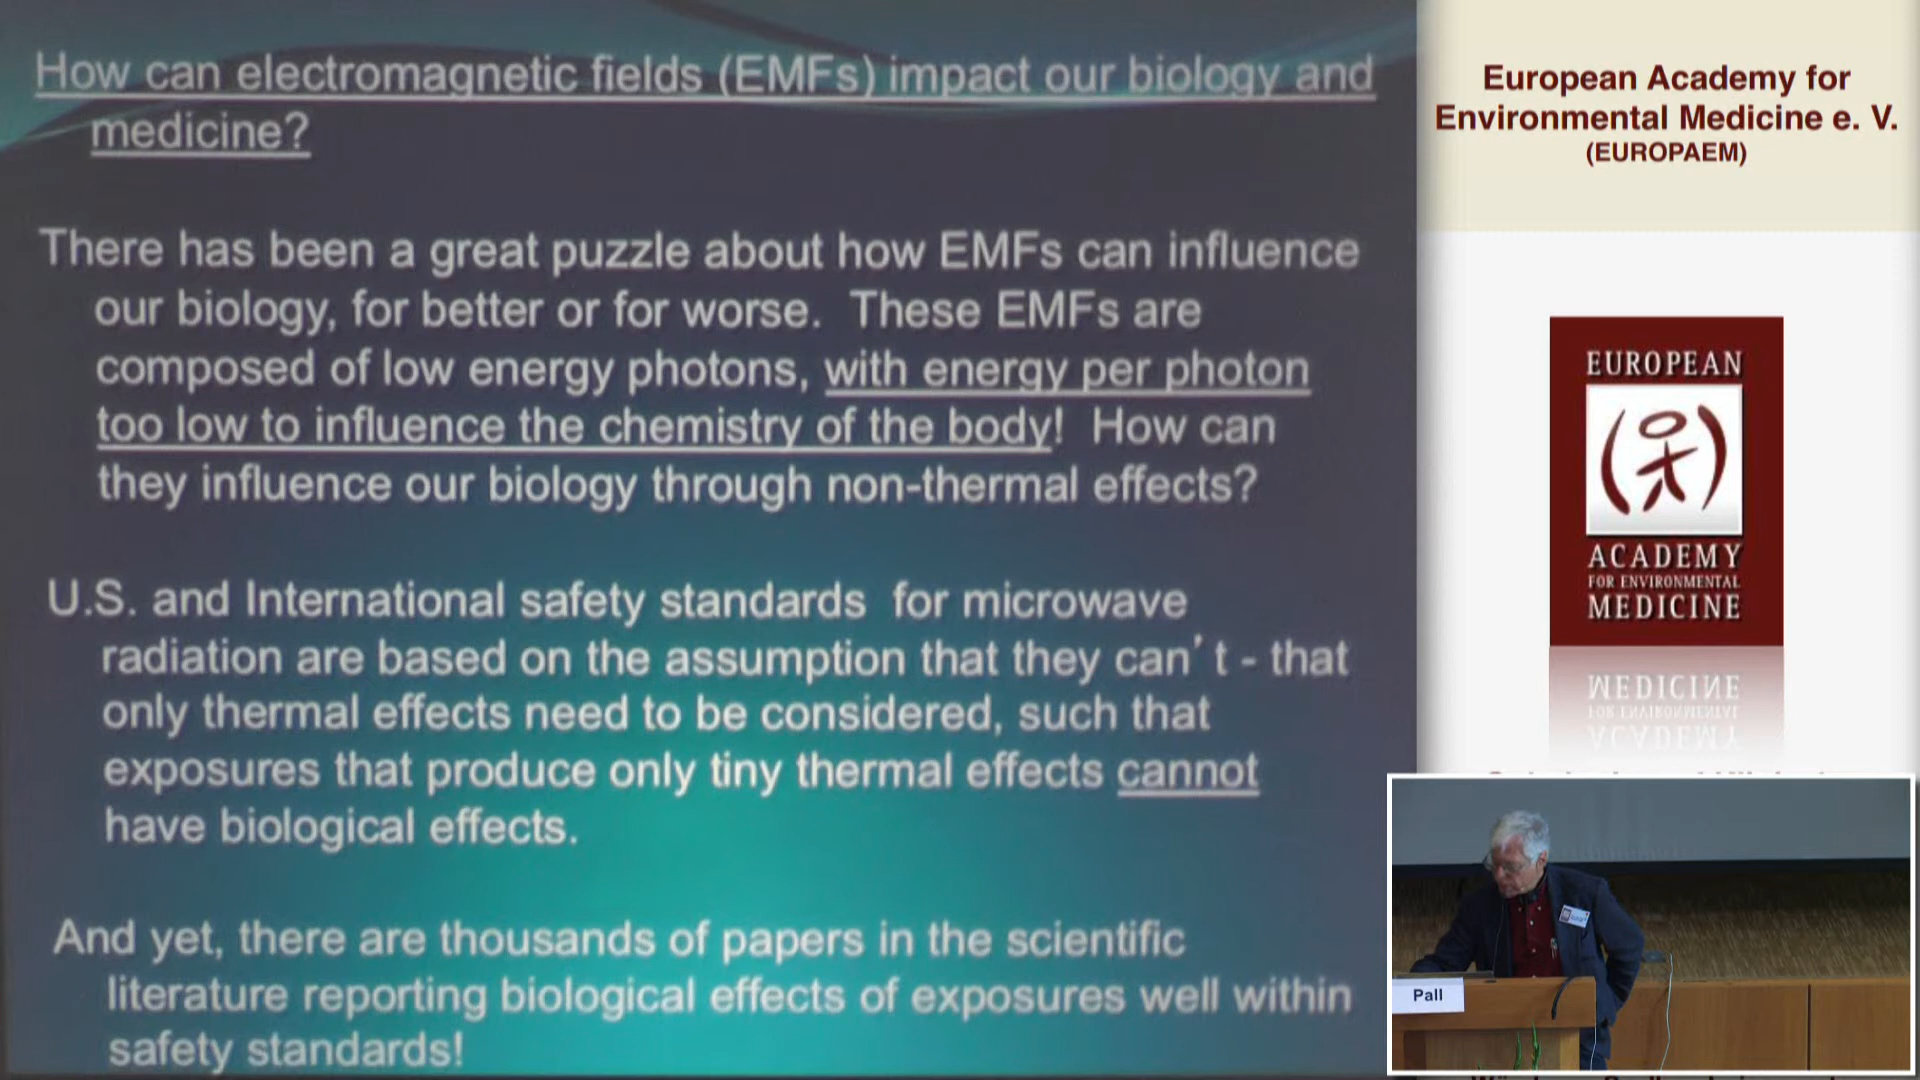 How can electromagnetic fields (EMFs) impact our biology and
medicine?
There has been a great puzzle about how EMFs can influence
our biology, for better or for worse. These EMFs are
composed of low energy photons, with energy per photon
too low to influence the chemistry of the body! How can
they influence our biology through non-thermal effects?
U.S. and International safety standards for microwave
radiation are based on the assumption that they can't - that
only thermal effects need to be considered, such that
exposures that produce only tiny thermal effects cannot
have biological effects.
And yet, there are thousands of papers in the scientific
literature reporting biological effects of exposures well within
safety standards!
European Academy for
Environmental Medicine e. V.
(EUROPAEM)
EUROPEAN
ACADEMY
FOR ENVIRONMENTAL
MEDICINE
Pall